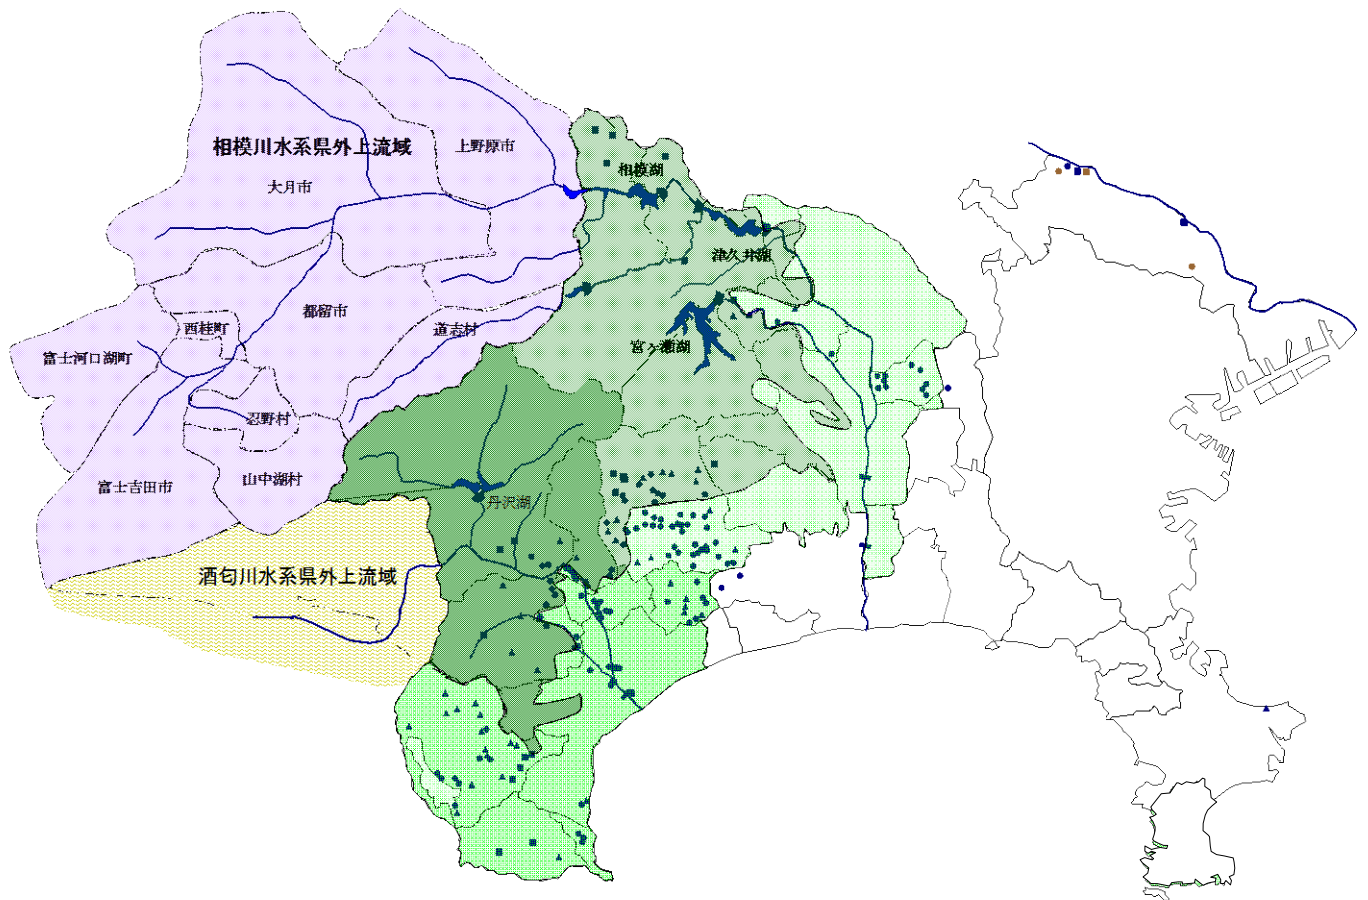 相模川水系県外上流域
上野原市
大月市
相模湖
津久井湖
都留市
西桂町
道志村
宮ヶ瀬湖
富士河口湖町
忍野村
山中湖村
富士吉田市
丹沢湖
酒匂川水系県外上流域